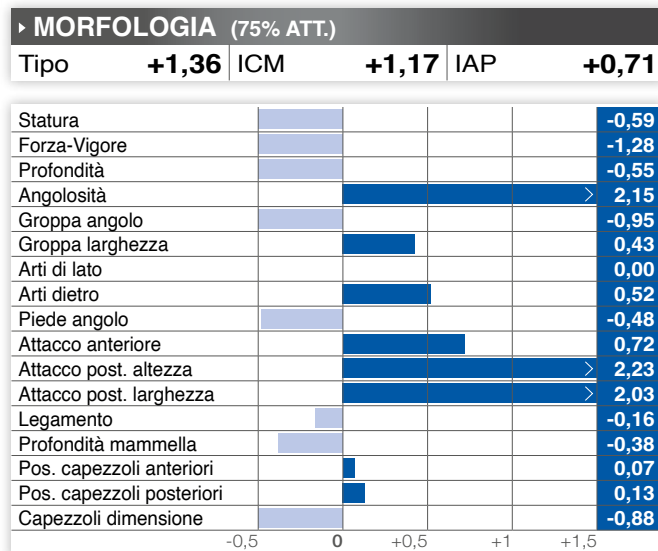 MORFOLOGIA (75% ATT.)
Tipo +1,36 ICM +1,17 IAP +0,71
Statura -0,59
Forza-Vigore -1,28
Profondità -0,55
Angolosità 2,15
Groppa angolo -0,95
Groppa larghezza 0,43
Arti di lato 0,00
Arti dietro 0,52
Piede angolo -0,48
Attacco anteriore 0,72
Attacco post. altezza 2,23
Attacco post. larghezza 2,03
Legamento -0,16
Profondità mammella -0,38
Pos. capezzoli anteriori 0,07
Pos. capezzoli posteriori 0,13
Capezzoli dimensione -0,88
-0,5 0 +0,5 +1 +1,5